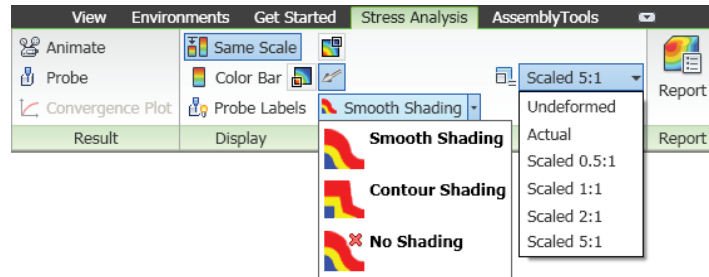 View Environments Get Started Stress Analysis AssemblyTools
Animate Same Scale
Probe Color Bar Scaled 5:1 Report
Convergence Plot Probe Labels Smooth Shading Undeformed
Result Display Smooth Shading Actual Report
Scaled 0.5:1
Contour Shading Scaled 1:1
Scaled 2:1
No Shading Scaled 5:1